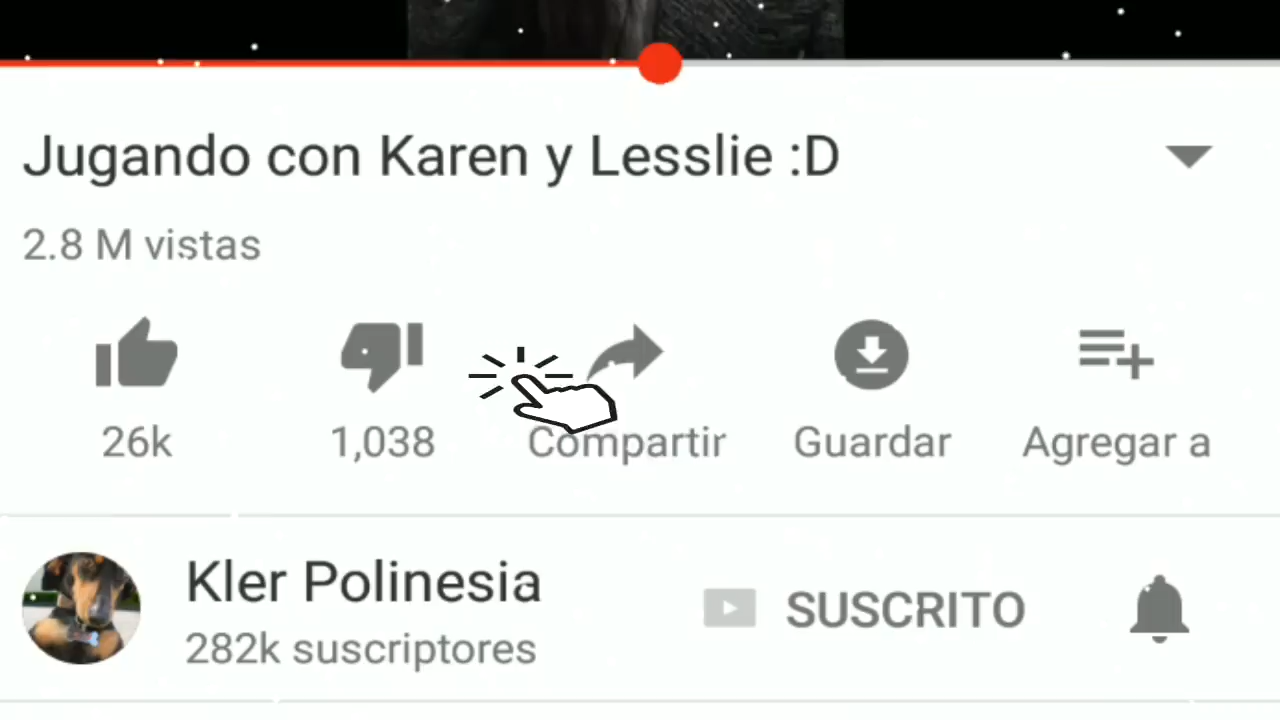 Jugando con Karen y Lesslie :D
2.8 M vistas
26k
1,038
Compartir
Guardar
Agregar a
Kler Polinesia
SUSCRITO
282k suscriptores